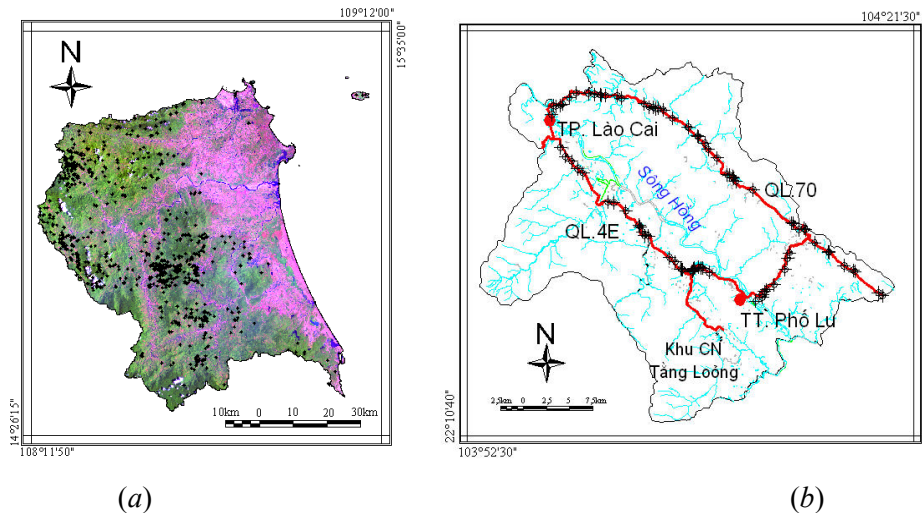 109°12'00"
15°35'00"
N
10km 0 10 20 30km
14°26'15"
108°11'50"
(a)
104°21'30"
TP. Lào Cai
Sông Hồng
QL.70
QL.4E
TT. Phố Lu
Khu CN
Tằng Loỏng
N
2,5km 0 2,5 5 7,5km
22°10'40"
103°52'30"
(b)